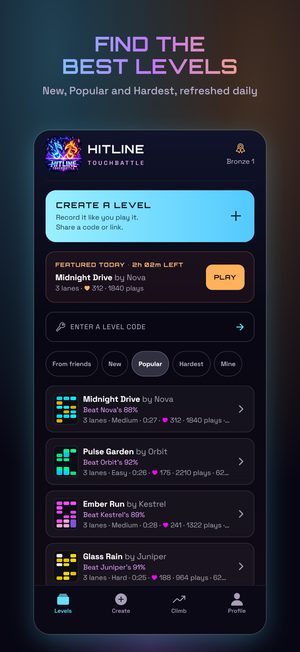 FIND THE
BEST LEVELS
New, Popular and Hardest, refreshed daily
HITLINE
HITLINE
TOUCHBATTLE
Bronze 1
CREATE A LEVEL
Record it like you play it.
Share a code or link.
+
FEATURED TODAY · 2h 02m LEFT
Midnight Drive by Nova
3 lanes · ♥ 312 · 1840 plays
PLAY
ENTER A LEVEL CODE
From friends
New
Popular
Hardest
Mine
Midnight Drive by Nova
Beat Nova's 88%
3 lanes · Medium · 0:27 · ♥ 312 · 1840 plays ·...
Pulse Garden by Orbit
Beat Orbit's 92%
3 lanes · Easy · 0:26 · ♥ 175 · 2210 plays · 62...
Ember Run by Kestrel
Beat Kestrel's 89%
3 lanes · Medium · 0:28 · ♥ 241 · 1322 plays ·...
Glass Rain by Juniper
Beat Juniper's 91%
3 lanes · Hard · 0:25 · ♥ 188 · 964 plays · 62...
Levels
Create
Climb
Profile